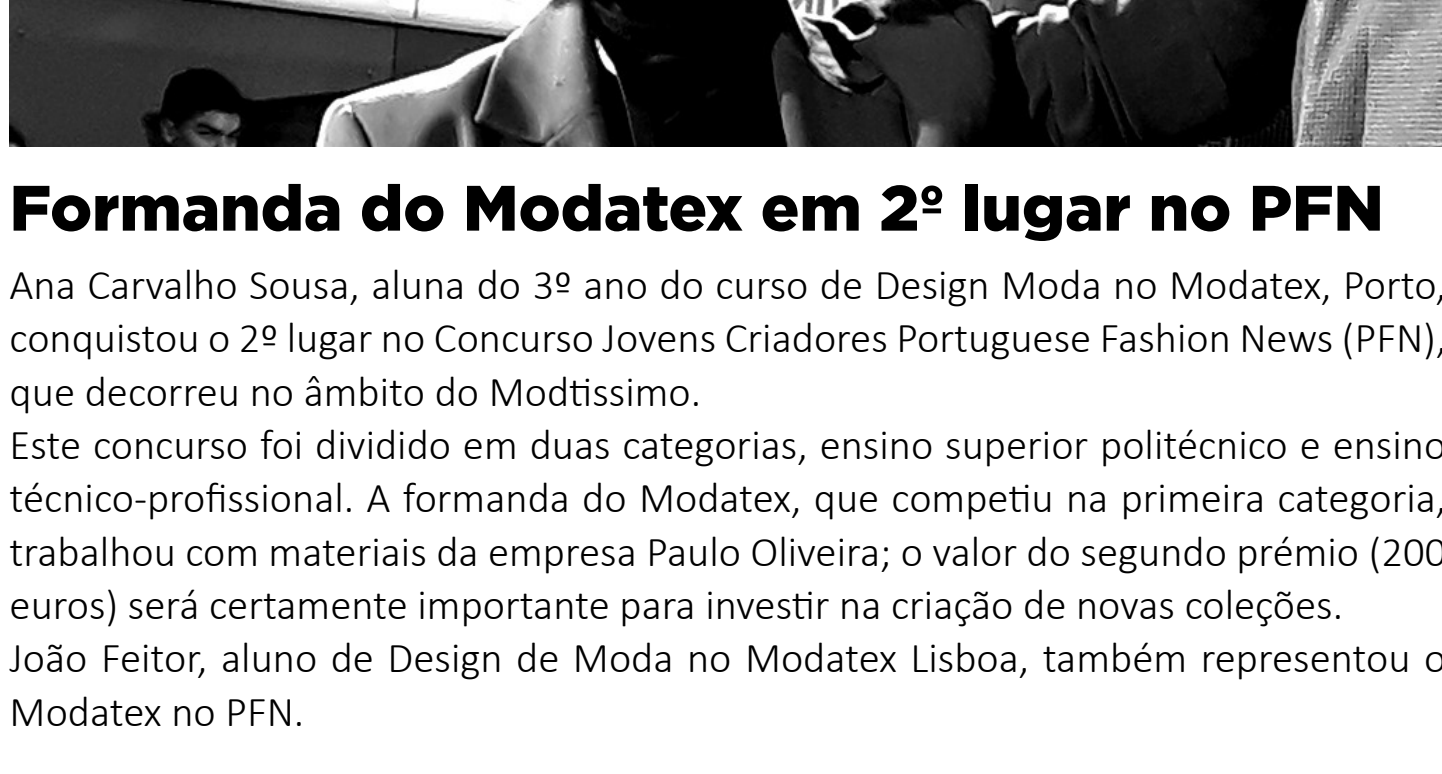 Formanda do Modatex em 2º lugar no PFN
Ana Carvalho Sousa, aluna do 3º ano do curso de Design Moda no Modatex, Porto,
conquistou o 2º lugar no Concurso Jovens Criadores Portuguese Fashion News (PFN),
que decorreu no âmbito do Modtissimo.
Este concurso foi dividido em duas categorias, ensino superior politécnico e ensino
técnico-profissional. A formanda do Modatex, que competiu na primeira categoria,
trabalhou com materiais da empresa Paulo Oliveira; o valor do segundo prémio (200
euros) será certamente importante para investir na criação de novas coleções.
João Feitor, aluno de Design de Moda no Modatex Lisboa, também representou o
Modatex no PFN.